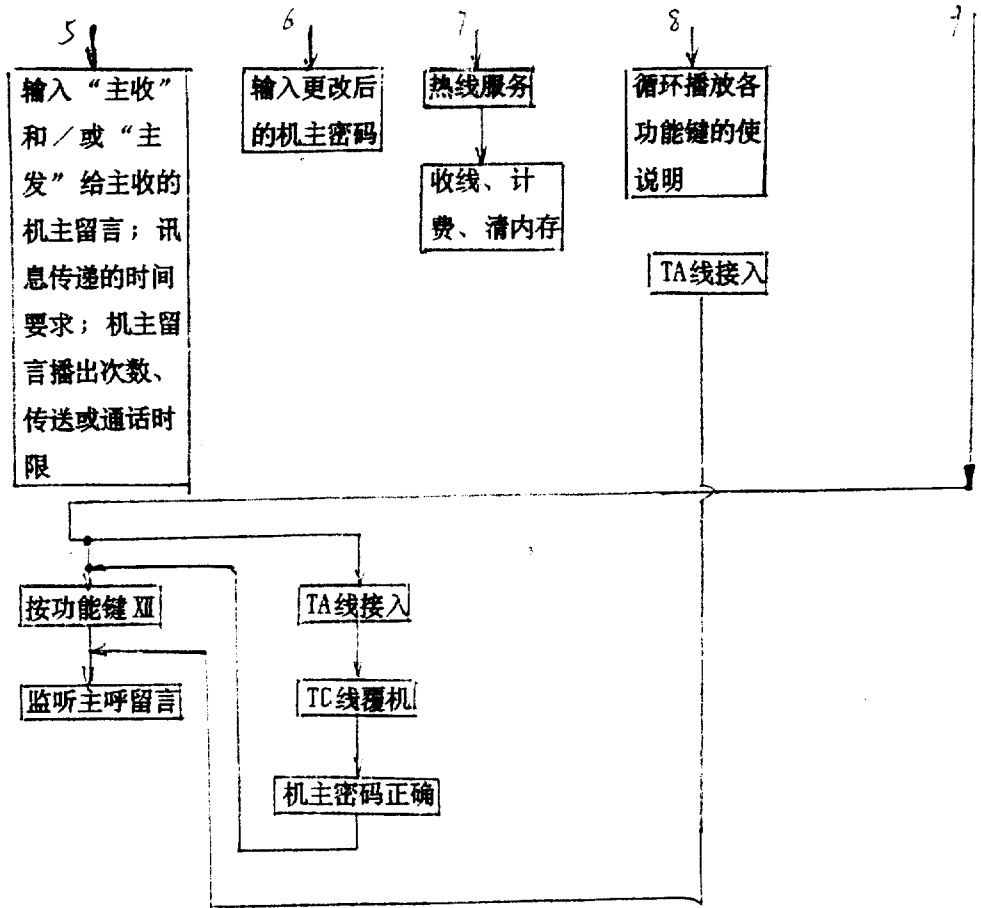 5
6
7
8
输入“主收”
和／或“主
发”给主收的
机主留言；讯
息传递的时间
要求；机主留
言播出次数、
传送或通话时
限
输入更改后
的机主密码
热线服务
收线、计
费、清内存
循环播放各
功能键的使
说明
TA线接入
按功能键 Ⅻ
监听主呼留言
TA线接入
TC线覆机
机主密码正确